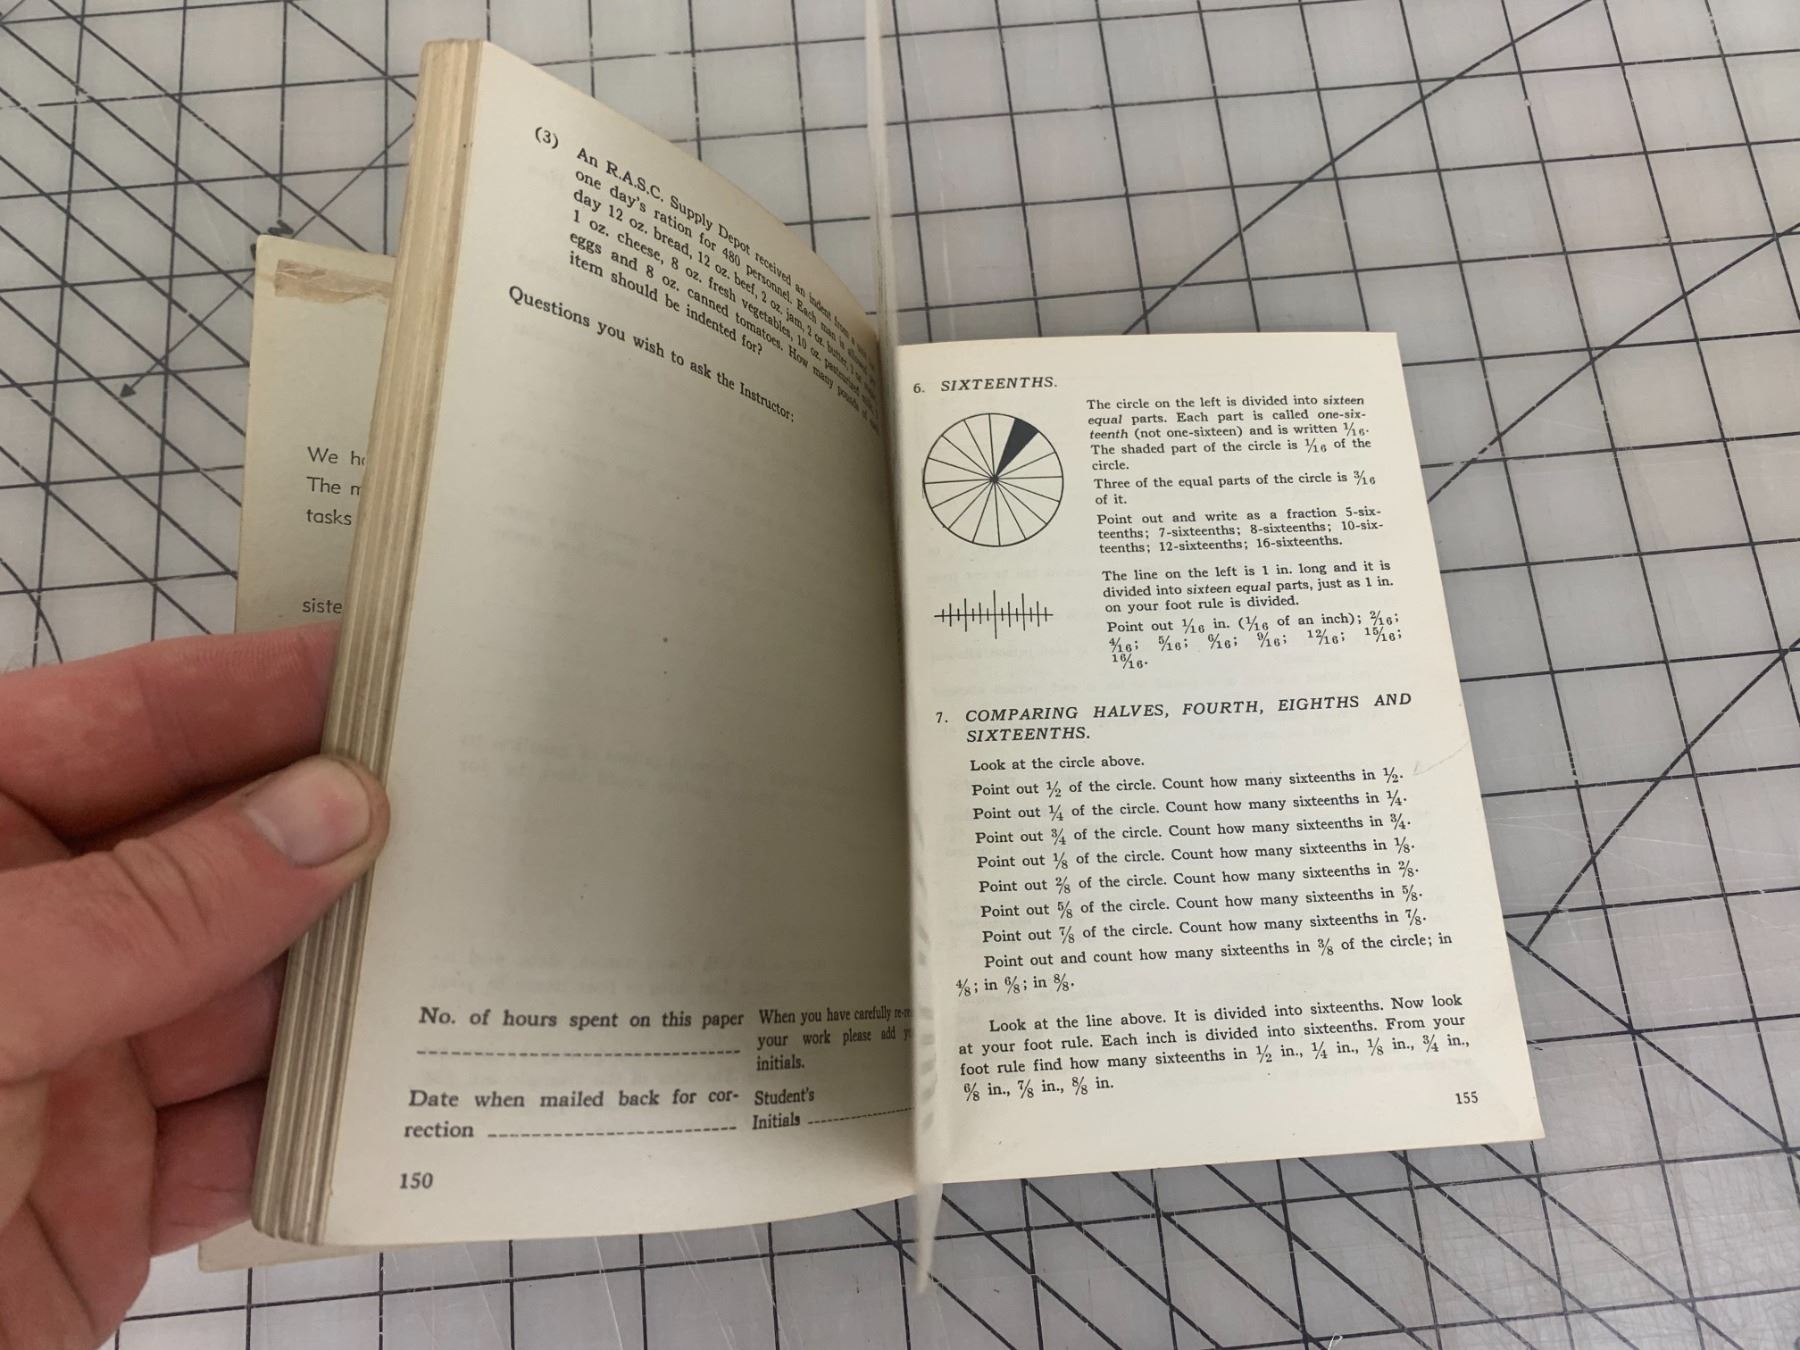 We
The
tasks
siste
(3) An R.A.S.C. Supply Depot received an indent from a
one day's ration for 480 personnel. Each man is allowed
day 12 oz. bread, 12 oz. beef, 2 oz. jam, 2 oz. butter,
1 oz. cheese, 8 oz. fresh vegetables, 10 oz. pasteurized milk,
eggs and 8 oz. canned tomatoes. How many pounds of
item should be indented for?
Questions you wish to ask the Instructor:
No. of hours spent on this paper
Date when mailed back for cor-
rection
When you have carefully re-re
your work please add
initials.
Student's
Initials
150
6. SIXTEENTHS.
The circle on the left is divided into sixteen
equal parts. Each part is called one-six-
teenth (not one-sixteen) and is written 1/16.
The shaded part of the circle is 1/16 of the
circle.
Three of the equal parts of the circle is 3/16
of it.
Point out and write as a fraction 5-six-
teenths; 7-sixteenths; 8-sixteenths; 10-six-
teenths; 12-sixteenths; 16-sixteenths.
The line on the left is 1 in. long and it is
divided into sixteen equal parts, just as 1 in.
on your foot rule is divided.
Point out 1/16 in. (1/16 of an inch); 2/16;
4/16; 5/16; 6/16; 9/16; 12/16; 15/16;
16/16.
7. COMPARING HALVES, FOURTH, EIGHTHS AND
SIXTEENTHS.
Look at the circle above.
Point out 1/2 of the circle. Count how many sixteenths in 1/2.
Point out 1/4 of the circle. Count how many sixteenths in 1/4.
Point out 3/4 of the circle. Count how many sixteenths in 3/4.
Point out 1/8 of the circle. Count how many sixteenths in 1/8.
Point out 2/8 of the circle. Count how many sixteenths in 2/8.
Point out 5/8 of the circle. Count how many sixteenths in 5/8.
Point out 7/8 of the circle. Count how many sixteenths in 7/8.
Point out and count how many sixteenths in 3/8 of the circle; in
4/8; in 6/8; in 8/8.
Look at the line above. It is divided into sixteenths. Now look
at your foot rule. Each inch is divided into sixteenths. From your
foot rule find how many sixteenths in 1/2 in., 1/4 in., 1/8 in., 3/4 in.,
6/8 in., 7/8 in., 8/8 in.
155